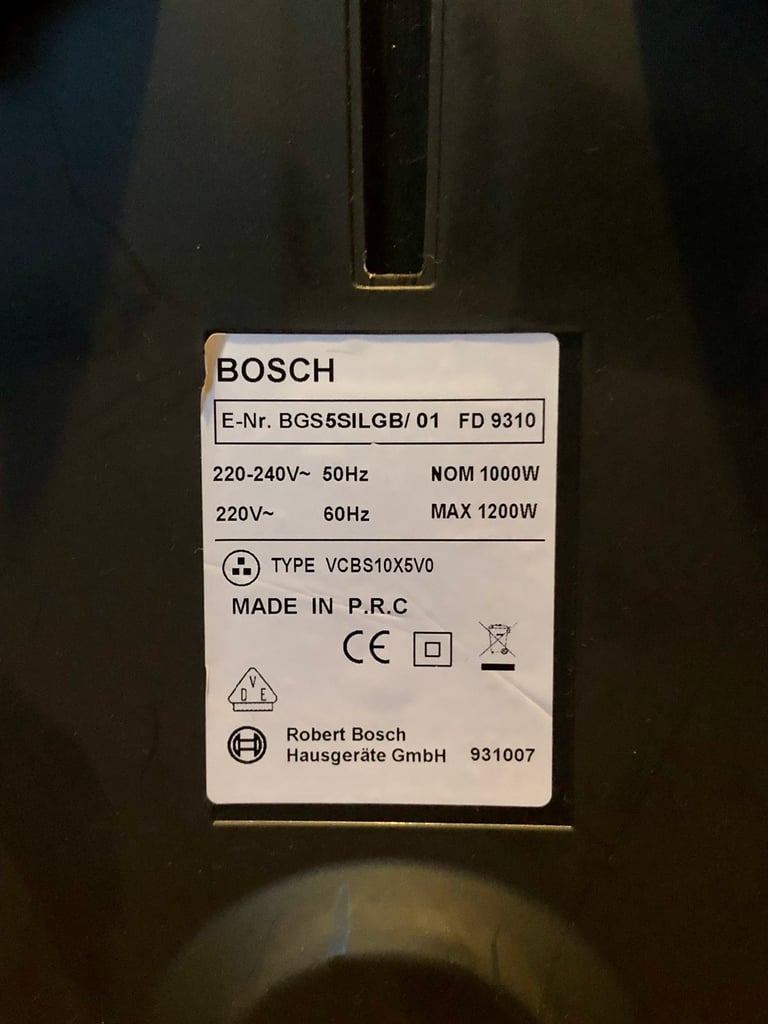 BOSCH
E-Nr. BGS5SILGB/ 01 FD 9310
220-240V~ 50Hz NOM 1000W
220V~ 60Hz MAX 1200W
TYPE VCBS10X5V0
MADE IN P.R.C
CE
D V E
Robert Bosch
Hausgeräte GmbH 931007